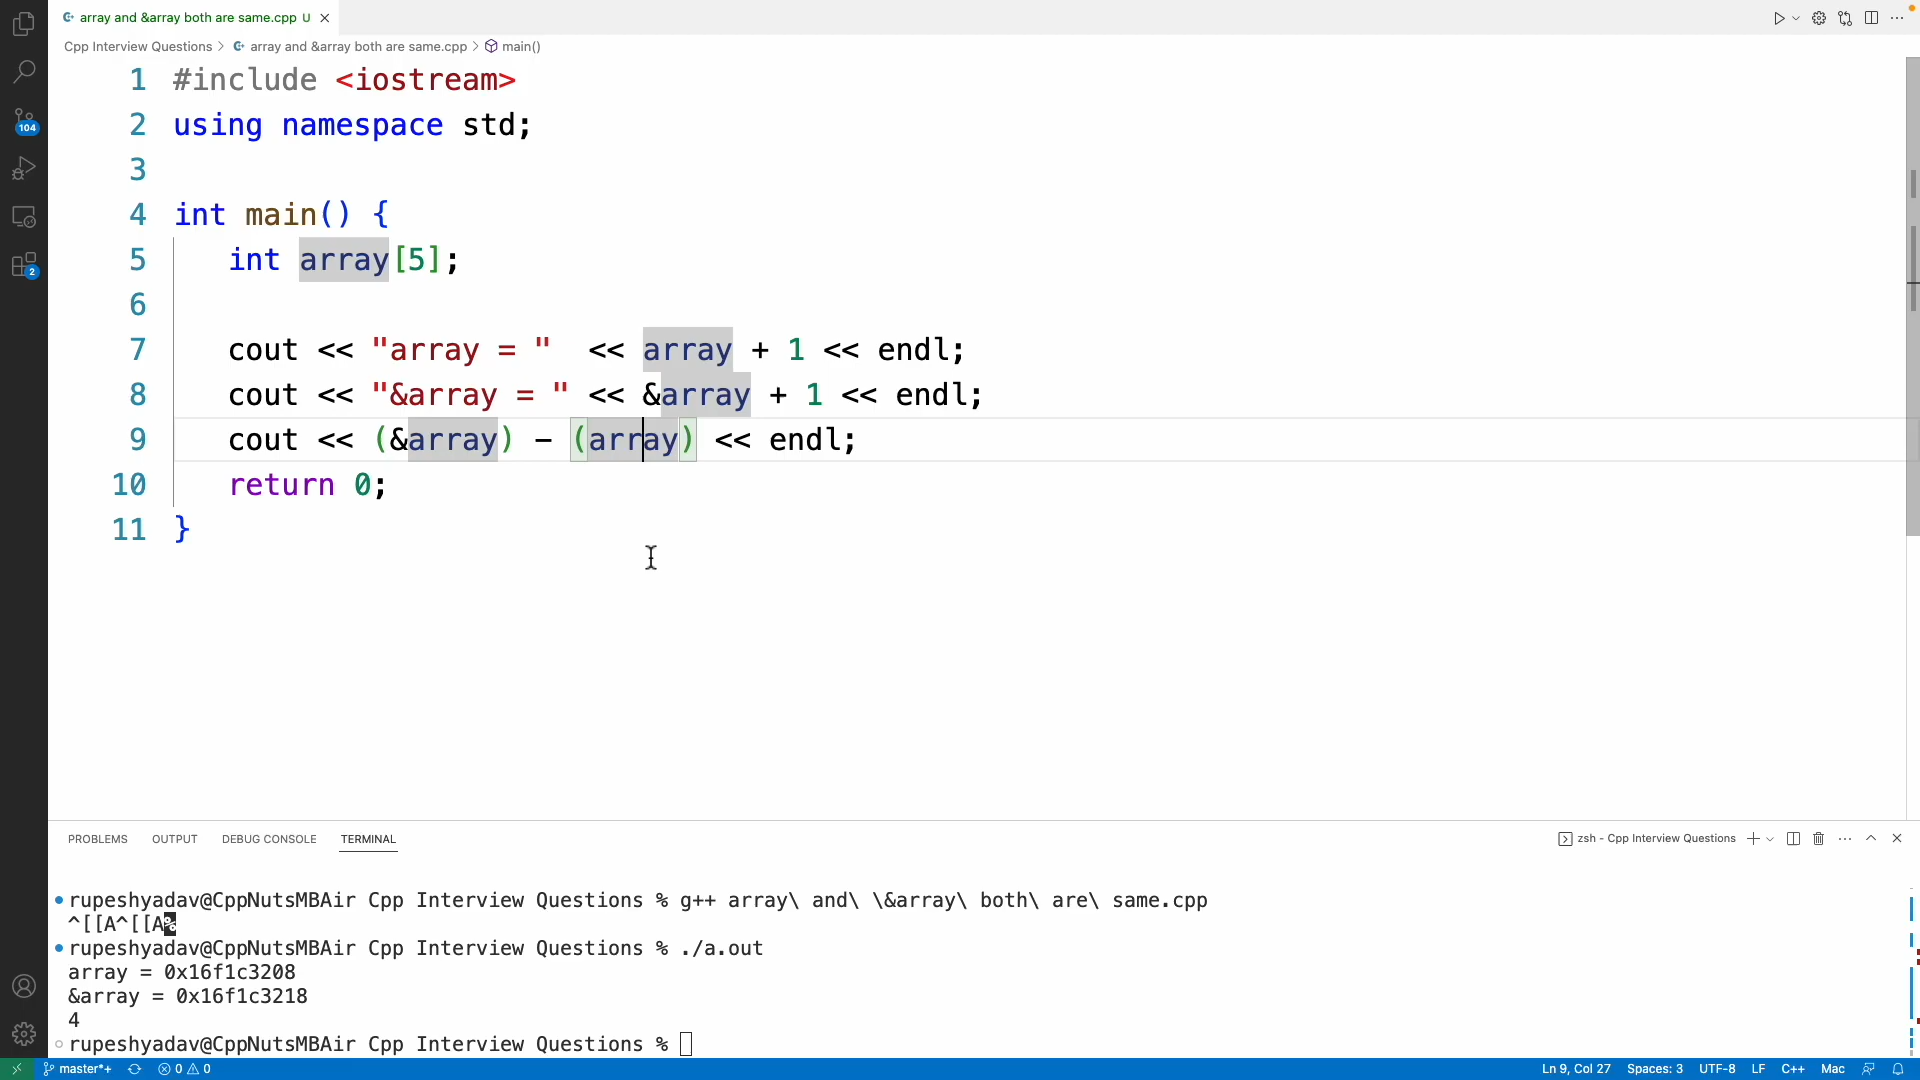 array and &array both are same.cpp U
Cpp Interview Questions > array and &array both are same.cpp > main()
1 #include <iostream>
2 using namespace std;
3
4 int main() {
5 int array[5];
6
7 cout << "array = "  << array + 1 << endl;
8 cout << "&array = " << &array + 1 << endl;
9 cout << (&array) - (array) << endl;
10 return 0;
11 }
104
2
PROBLEMS OUTPUT DEBUG CONSOLE TERMINAL
zsh - Cpp Interview Questions
rupeshyadav@CppNutsMBAir Cpp Interview Questions % g++ array\ and\ \&array\ both\ are\ same.cpp
^[[A^[[A%
rupeshyadav@CppNutsMBAir Cpp Interview Questions % ./a.out
array = 0x16f1c3208
&array = 0x16f1c3218
4
rupeshyadav@CppNutsMBAir Cpp Interview Questions %
master*+ 0 0 Ln 9, Col 27 Spaces: 3 UTF-8 LF C++ Mac